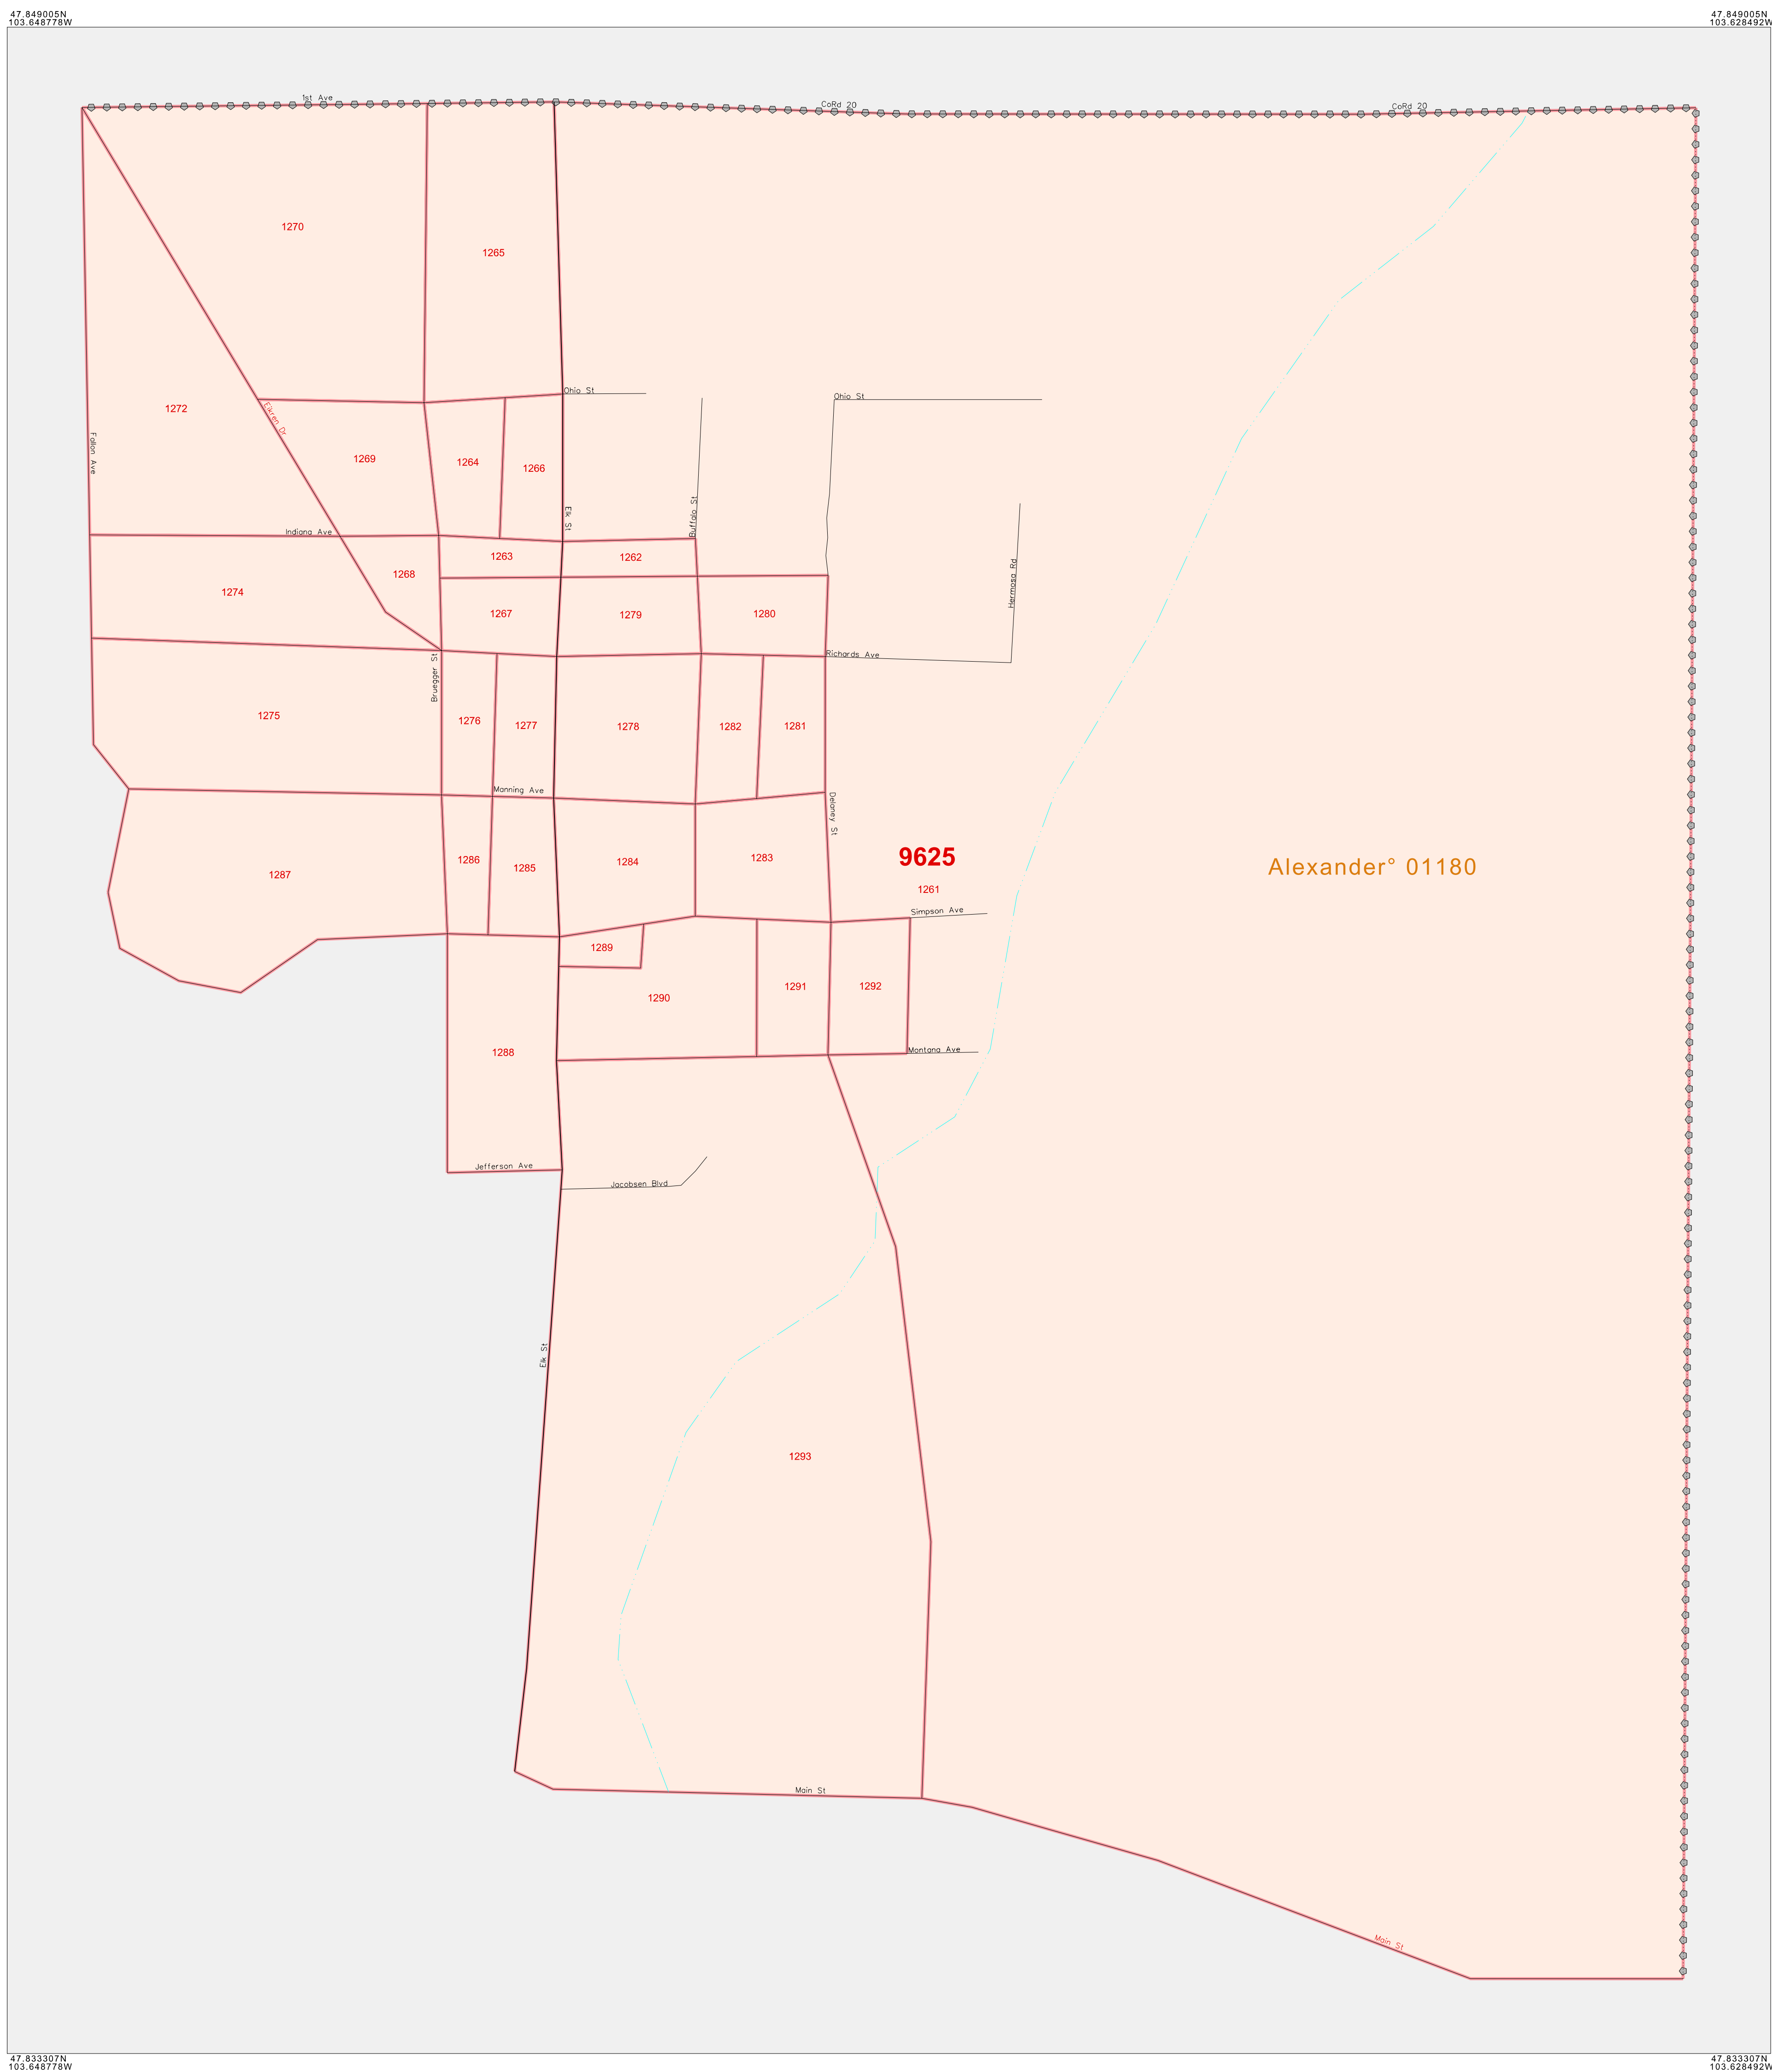 47.849005N
103.648778W
47.849005N
103.628492W
1st Ave
CoRd 20
CoRd 20
1270
1265
Ohio St
Ohio St
1272
Eikren Dr
Fallon Ave
1269
1264
1266
Elk St
Buffalo St
Indiana Ave
1263
1262
Hermosa Rd
1268
1274
1267
1279
1280
Richards Ave
Brunegger St
1275
1276
1277
1278
1282
1281
Manning Ave
Delaney St
1287
1286
1285
1284
1283
9625
Alexander° 01180
1261
Simpson Ave
1289
1290
1291
1292
1288
Montana Ave
Jefferson Ave
Jacobsen Blvd
Elk St
1293
Main St
Main St
47.833307N
103.648778W
47.833307N
103.628492W